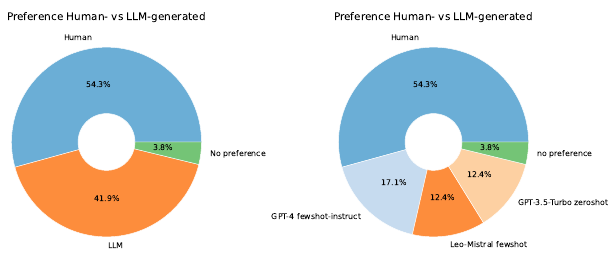 Preference Human- vs LLM-generated
Human
54.3%
3.8%
No preference
41.9%
LLM
Preference Human- vs LLM-generated
Human
54.3%
3.8%
no preference
12.4%
17.1%
12.4%
GPT-3.5-Turbo zeroshot
GPT-4 fewshot-instruct
Leo-Mistral fewshot